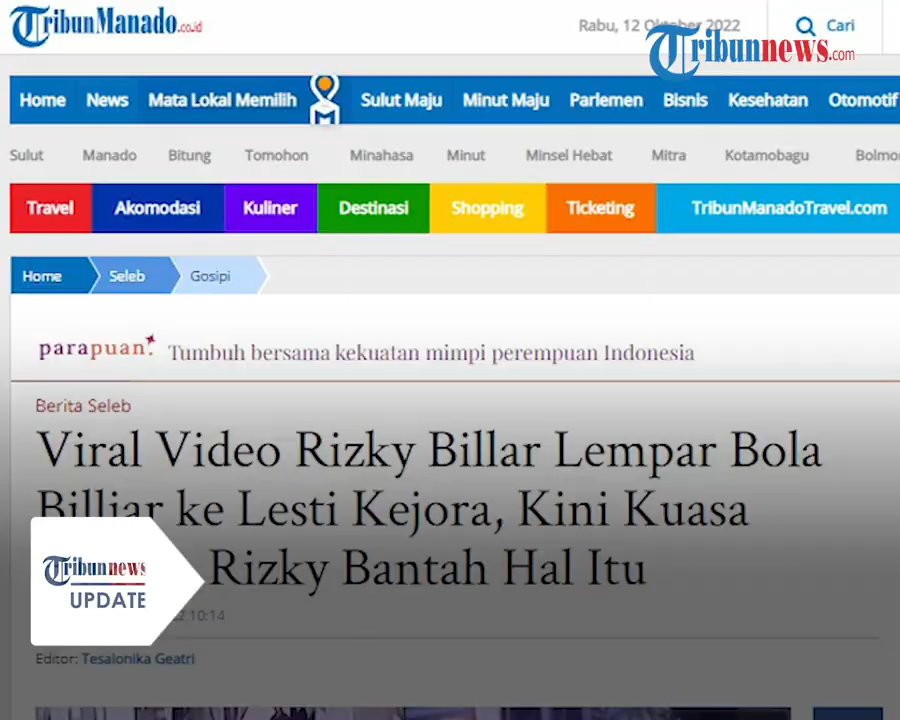 TribunManado.co.id
Rabu, 12 Oktober 2022
Cari
Tribunnews.com
Home News Mata Lokal Memilih Sulut Maju Minut Maju Parlemen Bisnis Kesehatan Otomotif
Sulut Manado Bitung Tomohon Minahasa Minut Minsel Hebat Mitra Kotamobagu Bolmo
Travel Akomodasi Kuliner Destinasi Shopping Ticketing TribunManadoTravel.com
Home Seleb Gosipi
parapuan. Tumbuh bersama kekuatan mimpi perempuan Indonesia
Berita Seleb
Viral Video Rizky Billar Lempar Bola
Billiar ke Lesti Kejora, Kini Kuasa
Rizky Bantah Hal Itu
Tribunnews
UPDATE
10:14
Editor: Tesalonika Geatri